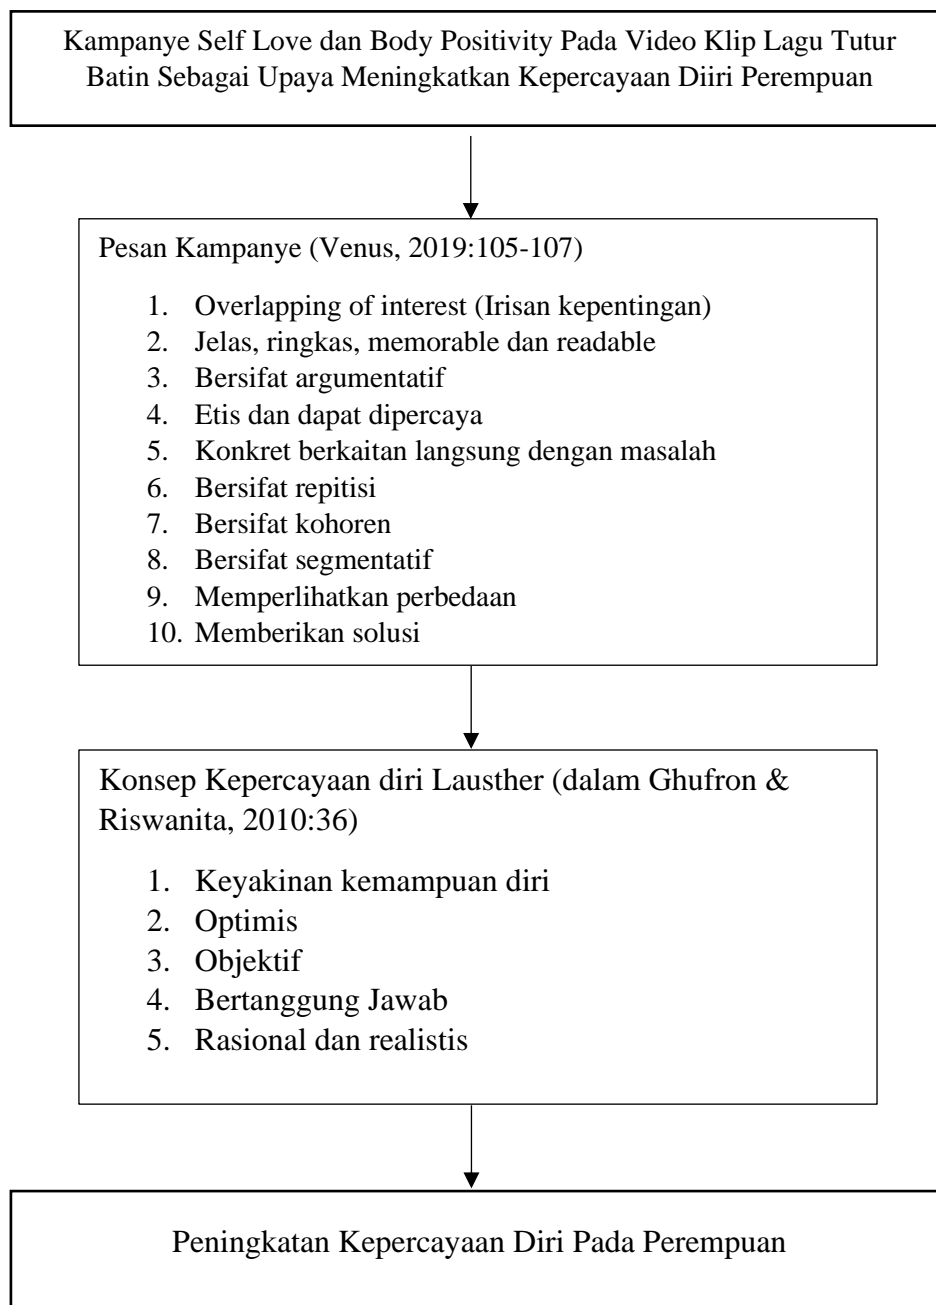 Kampanye Self Love dan Body Positivity Pada Video Klip Lagu Tutur
Batin Sebagai Upaya Meningkatkan Kepercayaan Diiri Perempuan
Pesan Kampanye (Venus, 2019:105-107)
1. Overlapping of interest (Irisan kepentingan)
2. Jelas, ringkas, memorable dan readable
3. Bersifat argumentatif
4. Etis dan dapat dipercaya
5. Konkret berkaitan langsung dengan masalah
6. Bersifat repitisi
7. Bersifat kohoren
8. Bersifat segmentatif
9. Memperlihatkan perbedaan
10. Memberikan solusi
Konsep Kepercayaan diri Lausther (dalam Ghufron &
Riswanita, 2010:36)
1. Keyakinan kemampuan diri
2. Optimis
3. Objektif
4. Bertanggung Jawab
5. Rasional dan realistis
Peningkatan Kepercayaan Diri Pada Perempuan